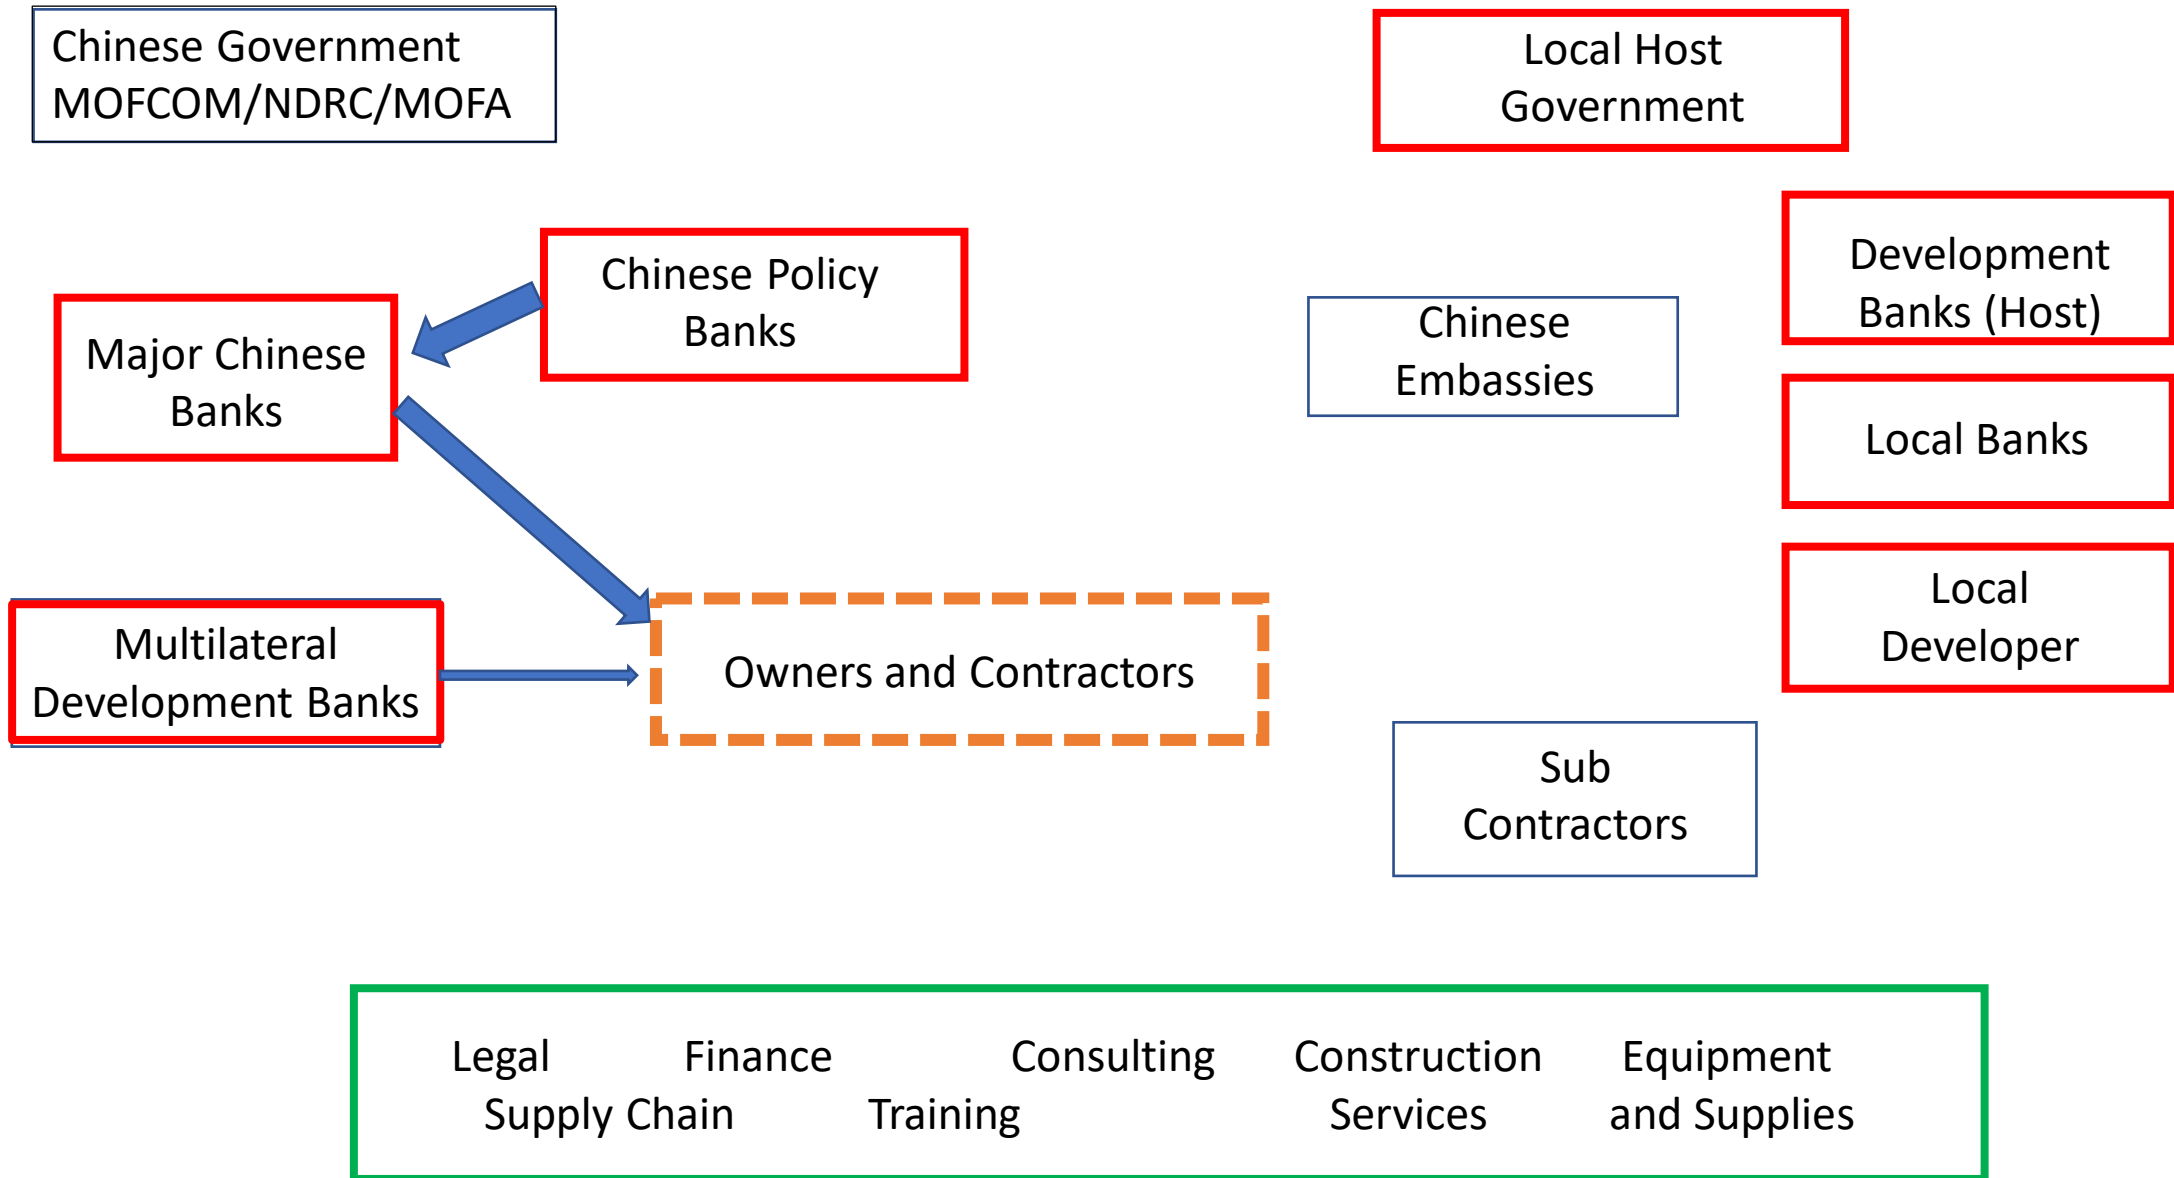 Chinese Government
MOFCOM/NDRC/MOFA
Local Host
Government
Chinese Policy
Banks
Development
Banks (Host)
Major Chinese
Banks
Chinese
Embassies
Local Banks
Multilateral
Development Banks
Owners and Contractors
Local
Developer
Sub
Contractors
Legal Finance Consulting Construction Equipment
Supply Chain Training Services and Supplies